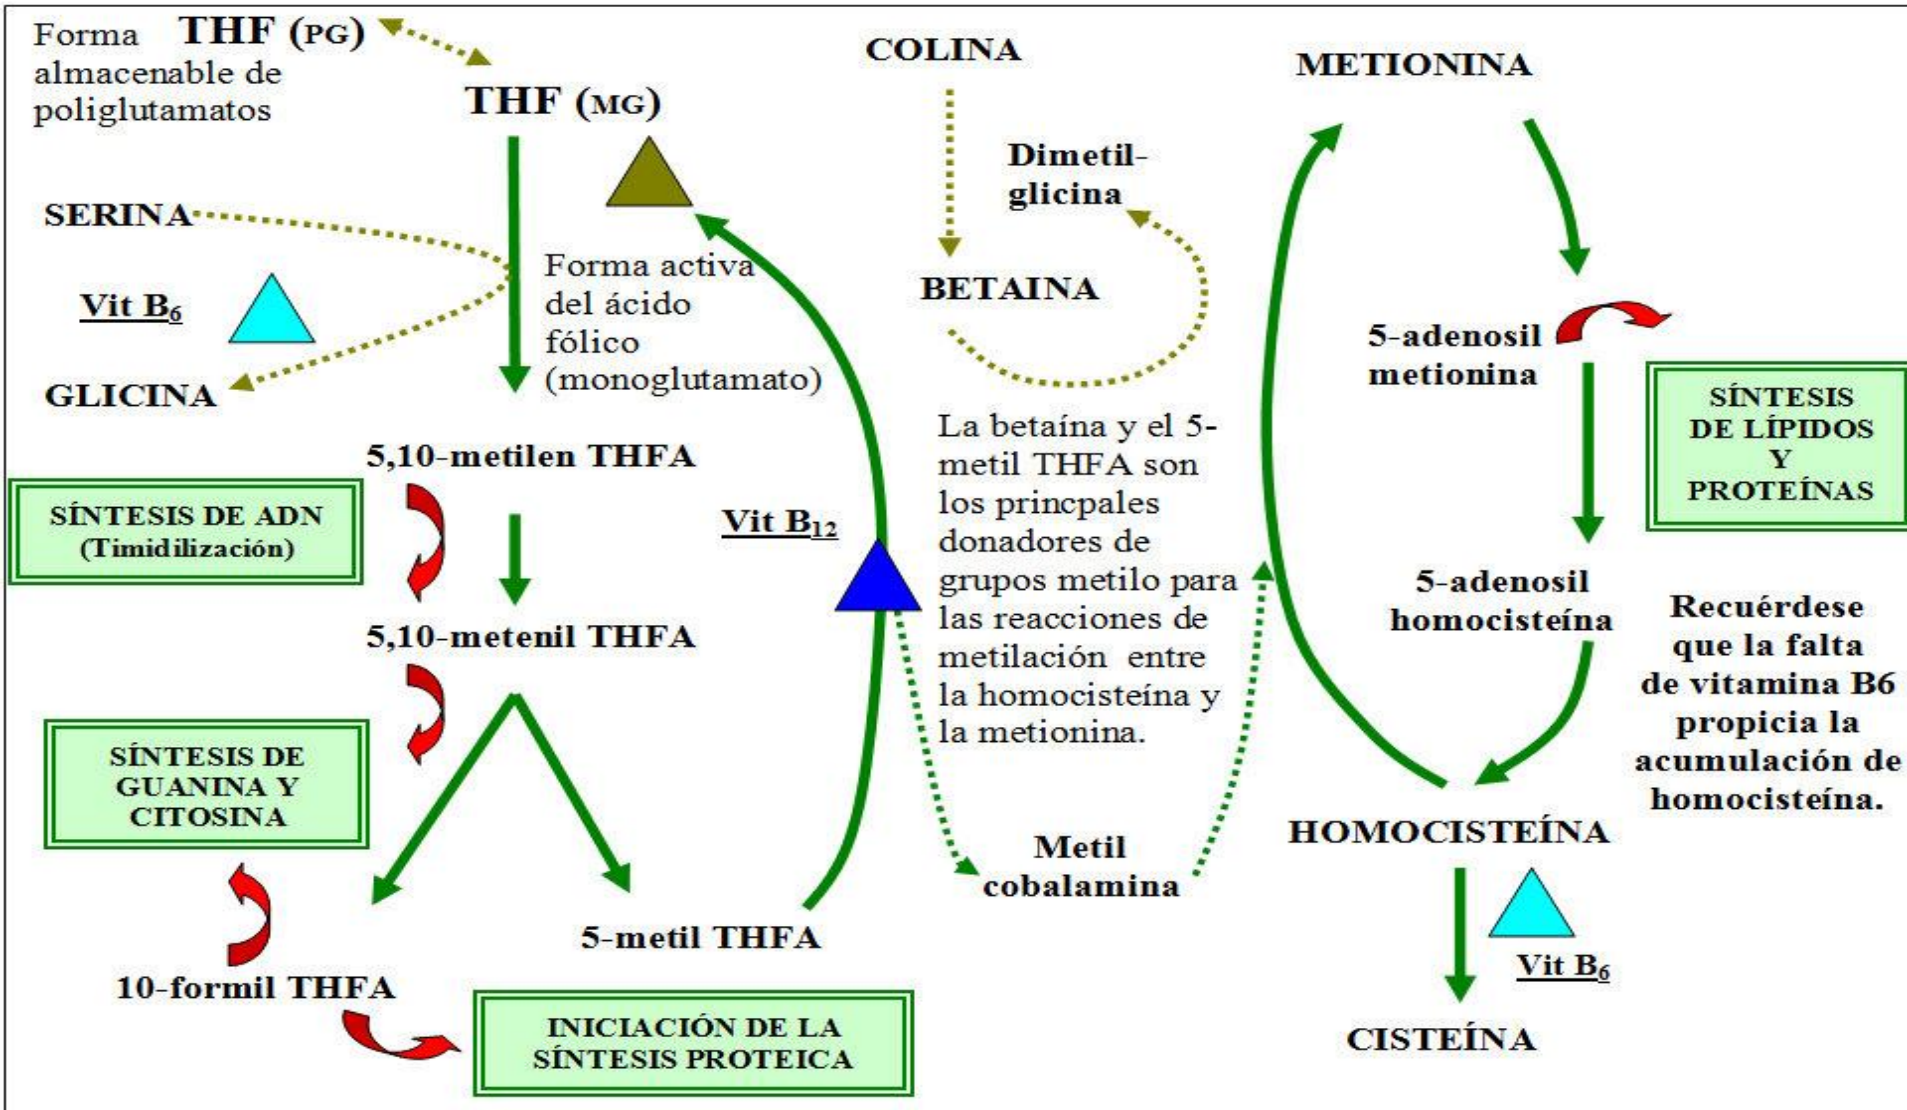 Forma THF (PG)
almacenable de
poliglutamatos
THF (MG)
SERINA
Vit B6
GLICINA
Forma activa
del ácido
fólico
(monoglutamato)
5,10-metilen THFA
SÍNTESIS DE ADN
(Timidilización)
5,10-metenil THFA
SÍNTESIS DE
GUANINA Y
CITOSINA
10-formil THFA
5-metil THFA
INICIACIÓN DE LA
SÍNTESIS PROTEICA
Vit B12
COLINA
Dimetil-
glicina
BETAINA
La betaína y el 5-
metil THFA son
los princpales
donadores de
grupos metilo para
las reacciones de
metilación entre
la homocisteína y
la metionina.
Metil
cobalamina
METIONINA
5-adenosil
metionina
SÍNTESIS
DE LÍPIDOS
Y
PROTEÍNAS
5-adenosil
homocisteína
Recuérdese
que la falta
de vitamina B6
propicia la
acumulación de
homocisteína.
HOMOCISTEÍNA
Vit B6
CISTEÍNA